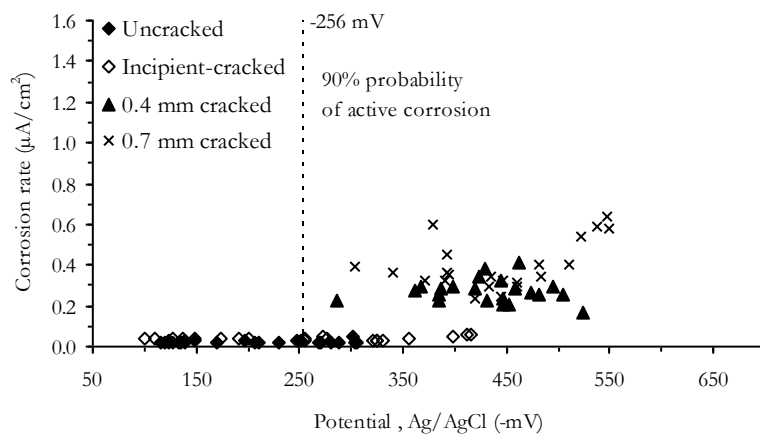 1.6
1.4
1.2
1.0
0.8
0.6
0.4
0.2
0.0
Corrosion rate (µA/cm²)
Uncracked
Incipient-cracked
0.4 mm cracked
0.7 mm cracked
-256 mV
90% probability
of active corrosion
50 150 250 350 450 550 650
Potential , Ag/AgCl (-mV)